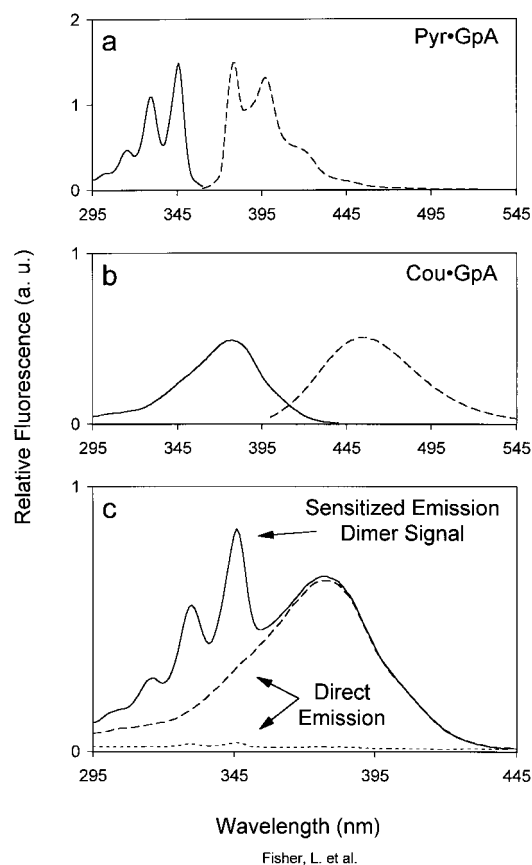 a
Pyr•GpA
2
1
0
295 345 395 445 495 545
b
Cou•GpA
1
0
295 345 395 445 495 545
Relative Fluorescence (a. u.)
c
Sensitized Emission
Dimer Signal
Direct
Emission
1
0
295 345 395 445
Wavelength (nm)
Fisher, L. et al.